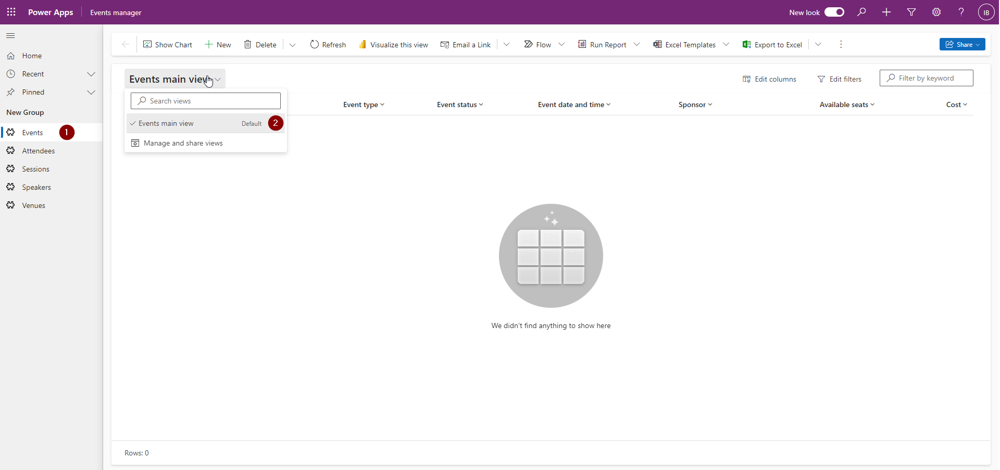 Power Apps
Events manager
New look
IB
Show Chart
New
Delete
Refresh
Visualize this view
Email a Link
Flow
Run Report
Excel Templates
Export to Excel
Share
Home
Recent
Pinned
New Group
Events 1
Attendees
Sessions
Speakers
Venues
Events main view
Edit columns
Edit filters
Filter by keyword
Search views
Events main view Default 2
Manage and share views
Event type
Event status
Event date and time
Sponsor
Available seats
Cost
We didn't find anything to show here
Rows: 0